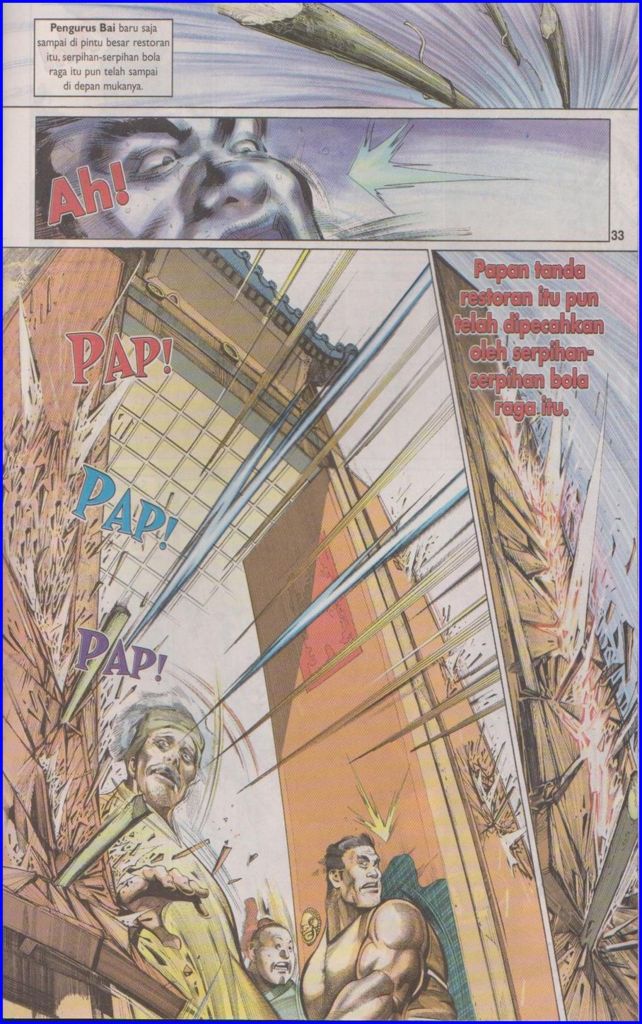 Pengurus Bai baru saja
sampai di pintu besar restoran
itu, serpihan-serpihan bola
raga itu pun telah sampai
di depan mukanya.
Ah!
33
Papan tanda
restoran itu pun
telah dipecahkan
oleh serpihan-
serpihan bola
raga itu.
PAP!
PAP!
PAP!